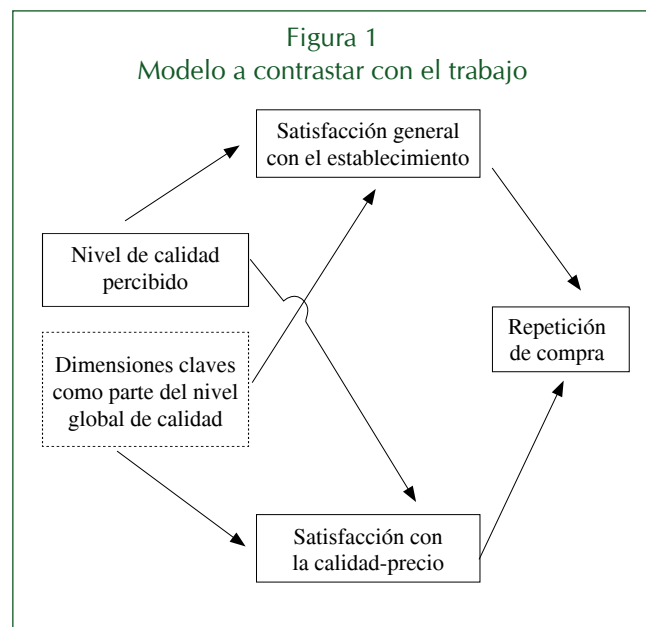 Figura 1
Modelo a contrastar con el trabajo
Satisfacción general
con el establecimiento
Nivel de calidad
percibido
Dimensiones claves
como parte del nivel
global de calidad
Repetición
de compra
Satisfacción con
la calidad-precio